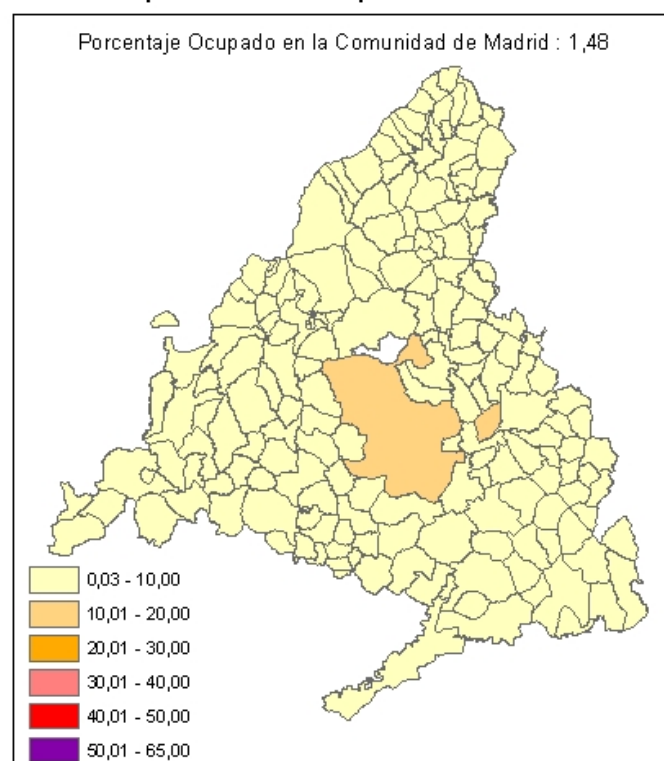 Porcentaje Ocupado en la Comunidad de Madrid : 1,48
0,03 - 10,00
10,01 - 20,00
20,01 - 30,00
30,01 - 40,00
40,01 - 50,00
50,01 - 65,00